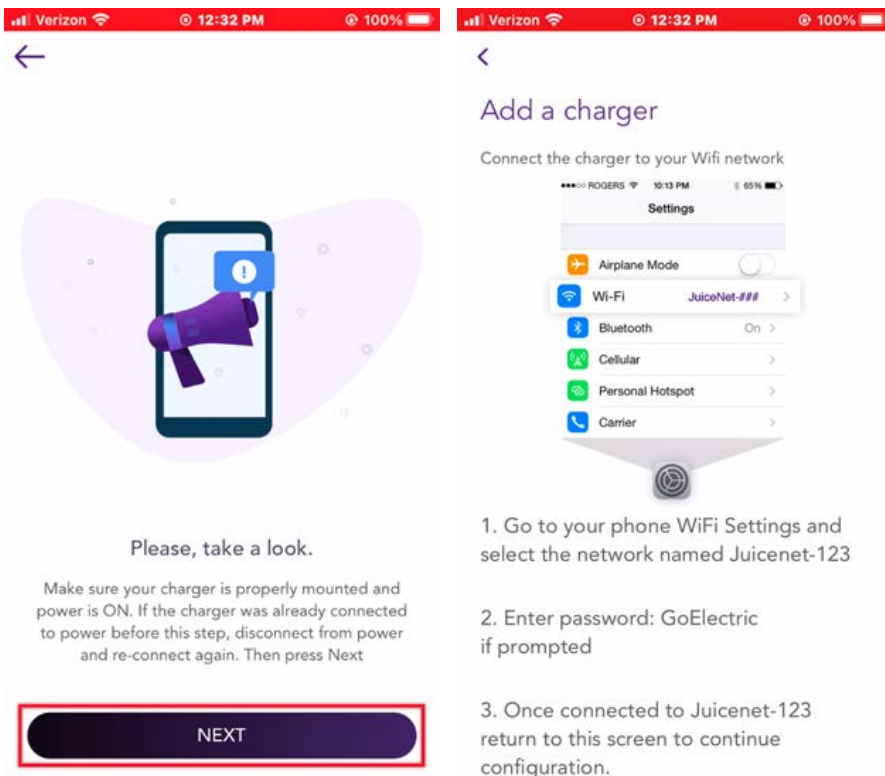 Verizon 12:32 PM 100%
Please, take a look.
Make sure your charger is properly mounted and
power is ON. If the charger was already connected
to power before this step, disconnect from power
and re-connect again. Then press Next
NEXT
Verizon 12:32 PM 100%
Add a charger
Connect the charger to your Wifi network
ROGERS 10:13 PM 65%
Settings
Airplane Mode
Wi-Fi JuiceNet-###
Bluetooth On
Cellular
Personal Hotspot
Carrier
1. Go to your phone WiFi Settings and
select the network named Juicenet-123
2. Enter password: GoElectric
if prompted
3. Once connected to Juicenet-123
return to this screen to continue
configuration.